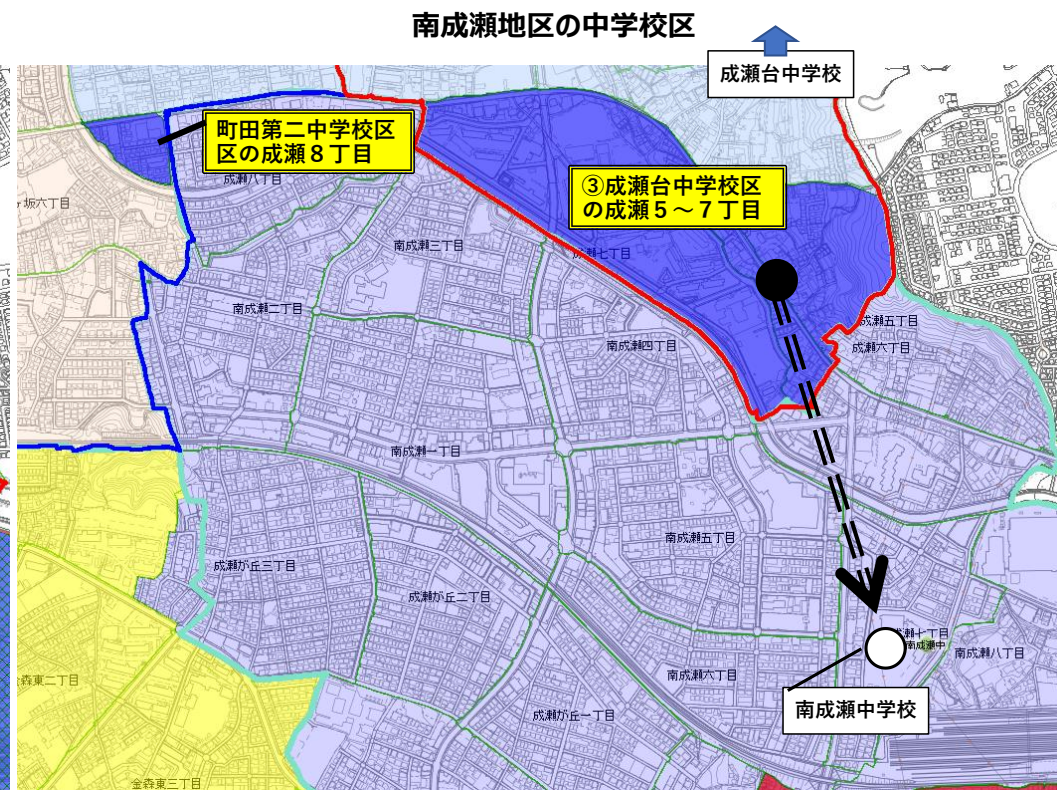 南成瀬地区の中学校区
成瀬台中学校
町田第二中学校区
区の成瀬８丁目
③成瀬台中学校区
の成瀬５～７丁目
成瀬八丁目
ヶ坂六丁目
南成瀬三丁目
成瀬七丁目
南成瀬二丁目
成瀬五丁目
南成瀬四丁目
成瀬六丁目
南成瀬一丁目
南成瀬五丁目
成瀬が丘三丁目
成瀬が丘二丁目
瀬七丁目
南成瀬中
南成瀬八丁目
南成瀬六丁目
森東二丁目
南成瀬中学校
成瀬が丘一丁目
金森東三丁目